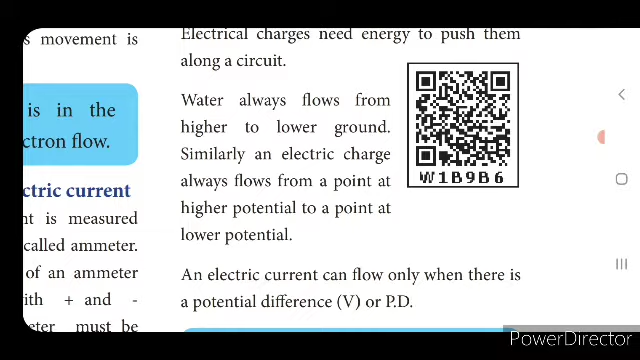 s movement is
is in the
ctron flow.
ctric current
nt is measured
called ammeter.
of an ammeter
ith + and -
eter must be
Electrical charges need energy to push them
along a circuit.
Water always flows from
higher to lower ground.
Similarly an electric charge
always flows from a point at
higher potential to a point at
lower potential.
W1B9B6
An electric current can flow only when there is
a potential difference (V) or P.D.
PowerDirector